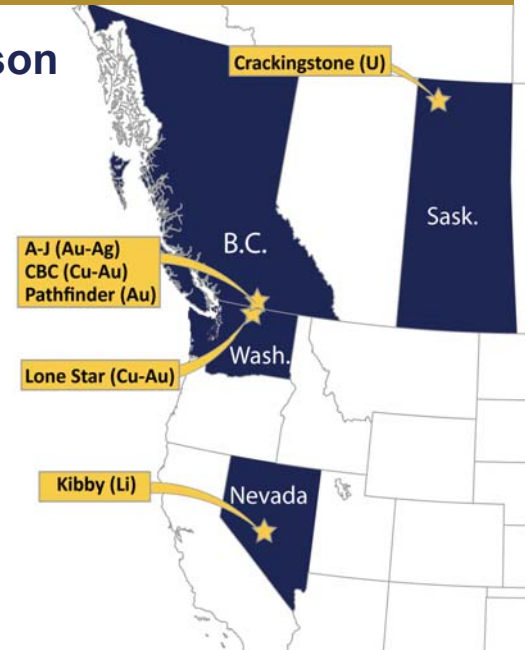 son
Crackingstone (U)
Sask.
B.C.
A-J (Au-Ag)
CBC (Cu-Au)
Pathfinder (Au)
Wash.
Lone Star (Cu-Au)
Kibby (Li)
Nevada